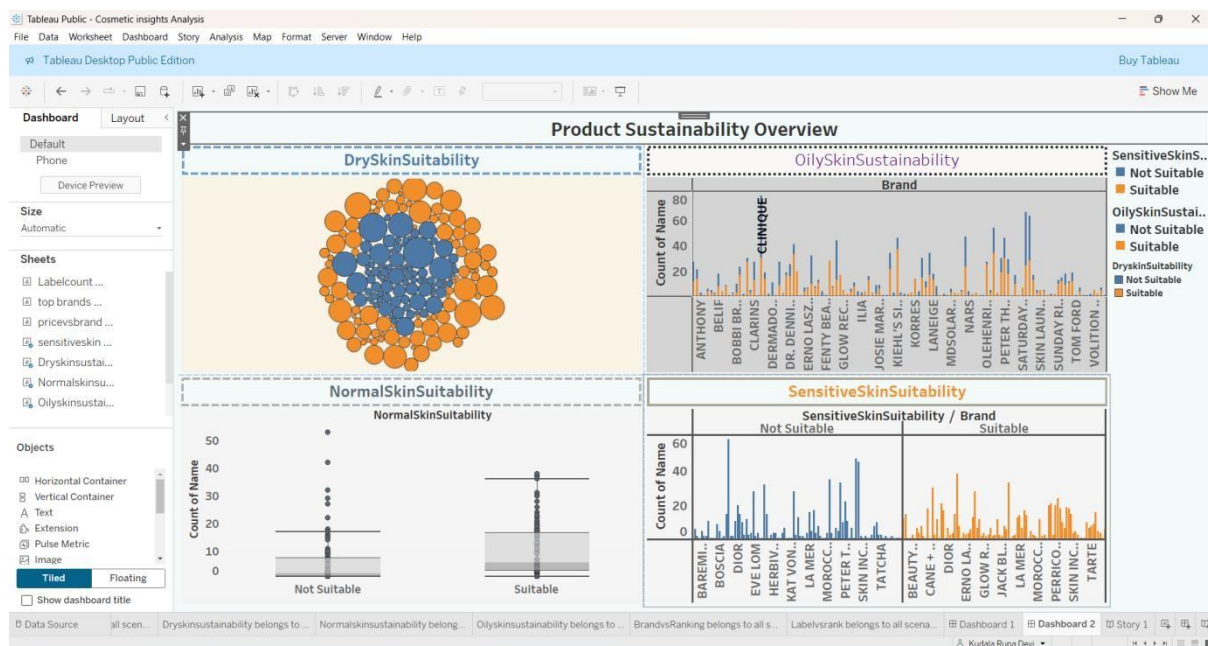 Tableau Public - Cosmetic insights Analysis
File Data Worksheet Dashboard Story Analysis Map Format Server Window Help
Tableau Desktop Public Edition
Buy Tableau
Show Me
Dashboard Layout
Default
Phone
Device Preview
Size
Automatic
Sheets
Labelcount ...
top brands ...
pricevsbrand ...
sensitiveskin ...
Dryskinsustai...
Normalskinsu...
Oilyskinsustai...
Objects
Horizontal Container
Vertical Container
Text
Extension
Pulse Metric
Image
Tiled Floating
Show dashboard title
Product Sustainability Overview
DrySkinSuitability
OilySkinSustainability
Brand
Count of Name
80
60
40
20
CLINIQUE
ANTHONY
BELIF
BOBBI BR..
CLARINS
DERMADO..
DR. DENNI..
ERNO LASZ..
FENTY BEA..
GLOW REC..
ILIA
JOSIE MAR..
KIEHL'S SI..
KORRES
LANEIGE
MDSOLAR..
NARS
OLEHENRI..
PETER TH..
SATURDAY..
SKIN LAUN..
SUNDAY RI..
TOM FORD
VOLITION ..
SensitiveSkinS..
Not Suitable
Suitable
OilySkinSustai..
Not Suitable
Suitable
DryskinSuitability
Not Suitable
Suitable
NormalSkinSuitability
NormalSkinSuitability
Count of Name
50
40
30
20
10
0
Not Suitable
Suitable
SensitiveSkinSuitability
SensitiveSkinSuitability / Brand
Not Suitable
Suitable
Count of Name
60
40
20
0
BAREMI..
BOSCIA
DIOR
EVE LOM
HERBIV..
KAT VON..
LA MER
MOROCC..
PETER T..
SKIN INC..
TATCHA
BEAUTY..
CANE + ..
DIOR
ERNO LA..
GLOW R..
JACK BL..
LA MER
MOROCC..
PERRICO..
SKIN INC..
TARTE
Data Source
all scen...
Dryskinsustainability belongs to ...
Normalskinsustainability belong...
Oilyskinsustainability belongs to ...
BrandvsRanking belongs to all s...
Labelvsrank belongs to all scena...
Dashboard 1
Dashboard 2
Story 1
Kudala Rupa Devi